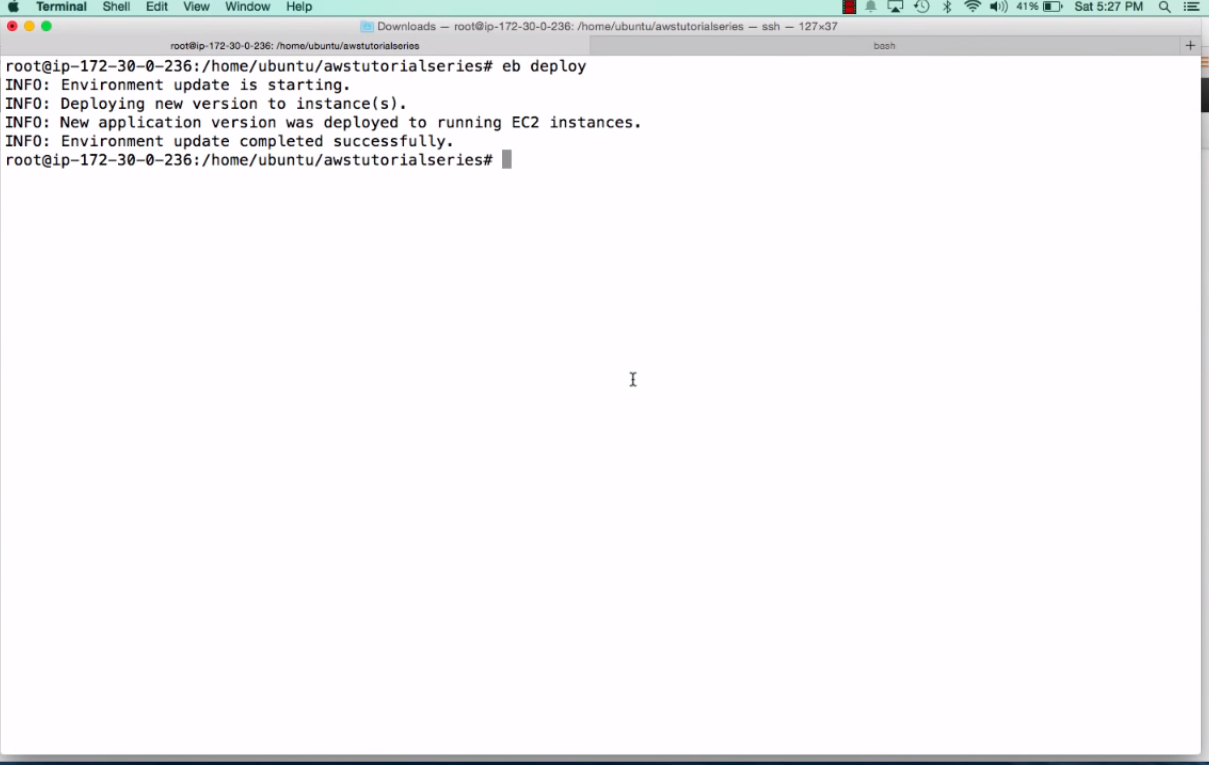 Terminal Shell Edit View Window Help 41% Sat 5:27 PM
Downloads — root@ip-172-30-0-236: /home/ubuntu/awstutorialseries — ssh — 127×37
root@ip-172-30-0-236: /home/ubuntu/awstutorialseries bash +
root@ip-172-30-0-236:/home/ubuntu/awstutorialseries# eb deploy
INFO: Environment update is starting.
INFO: Deploying new version to instance(s).
INFO: New application version was deployed to running EC2 instances.
INFO: Environment update completed successfully.
root@ip-172-30-0-236:/home/ubuntu/awstutorialseries#